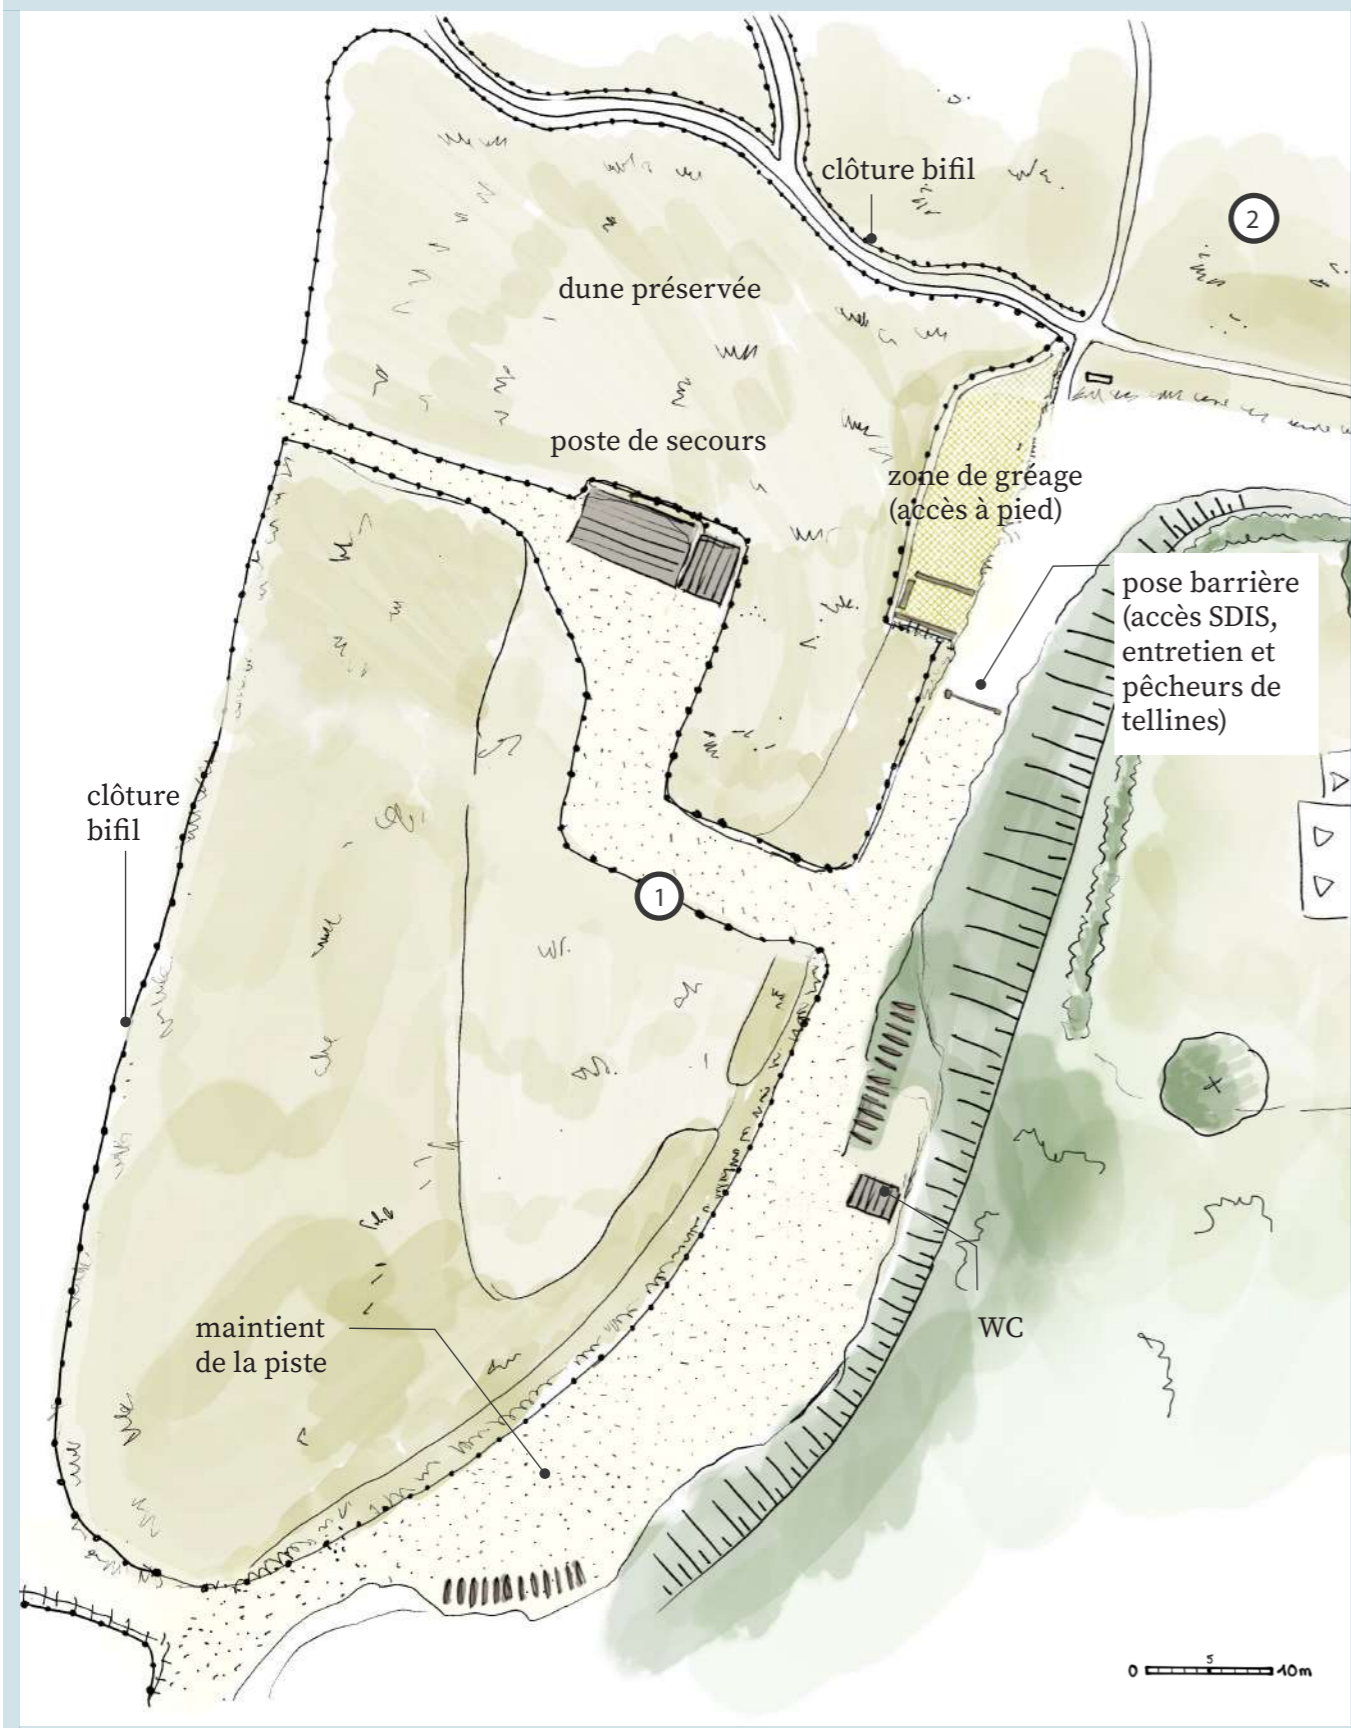 clôture bifil
2
dune préservée
poste de secours
zone de gréage
(accès à pied)
pose barrière
(accès SDIS,
entretien et
pêcheurs de
tellines)
clôture
bifil
1
maintient
de la piste
WC
0 5 10m